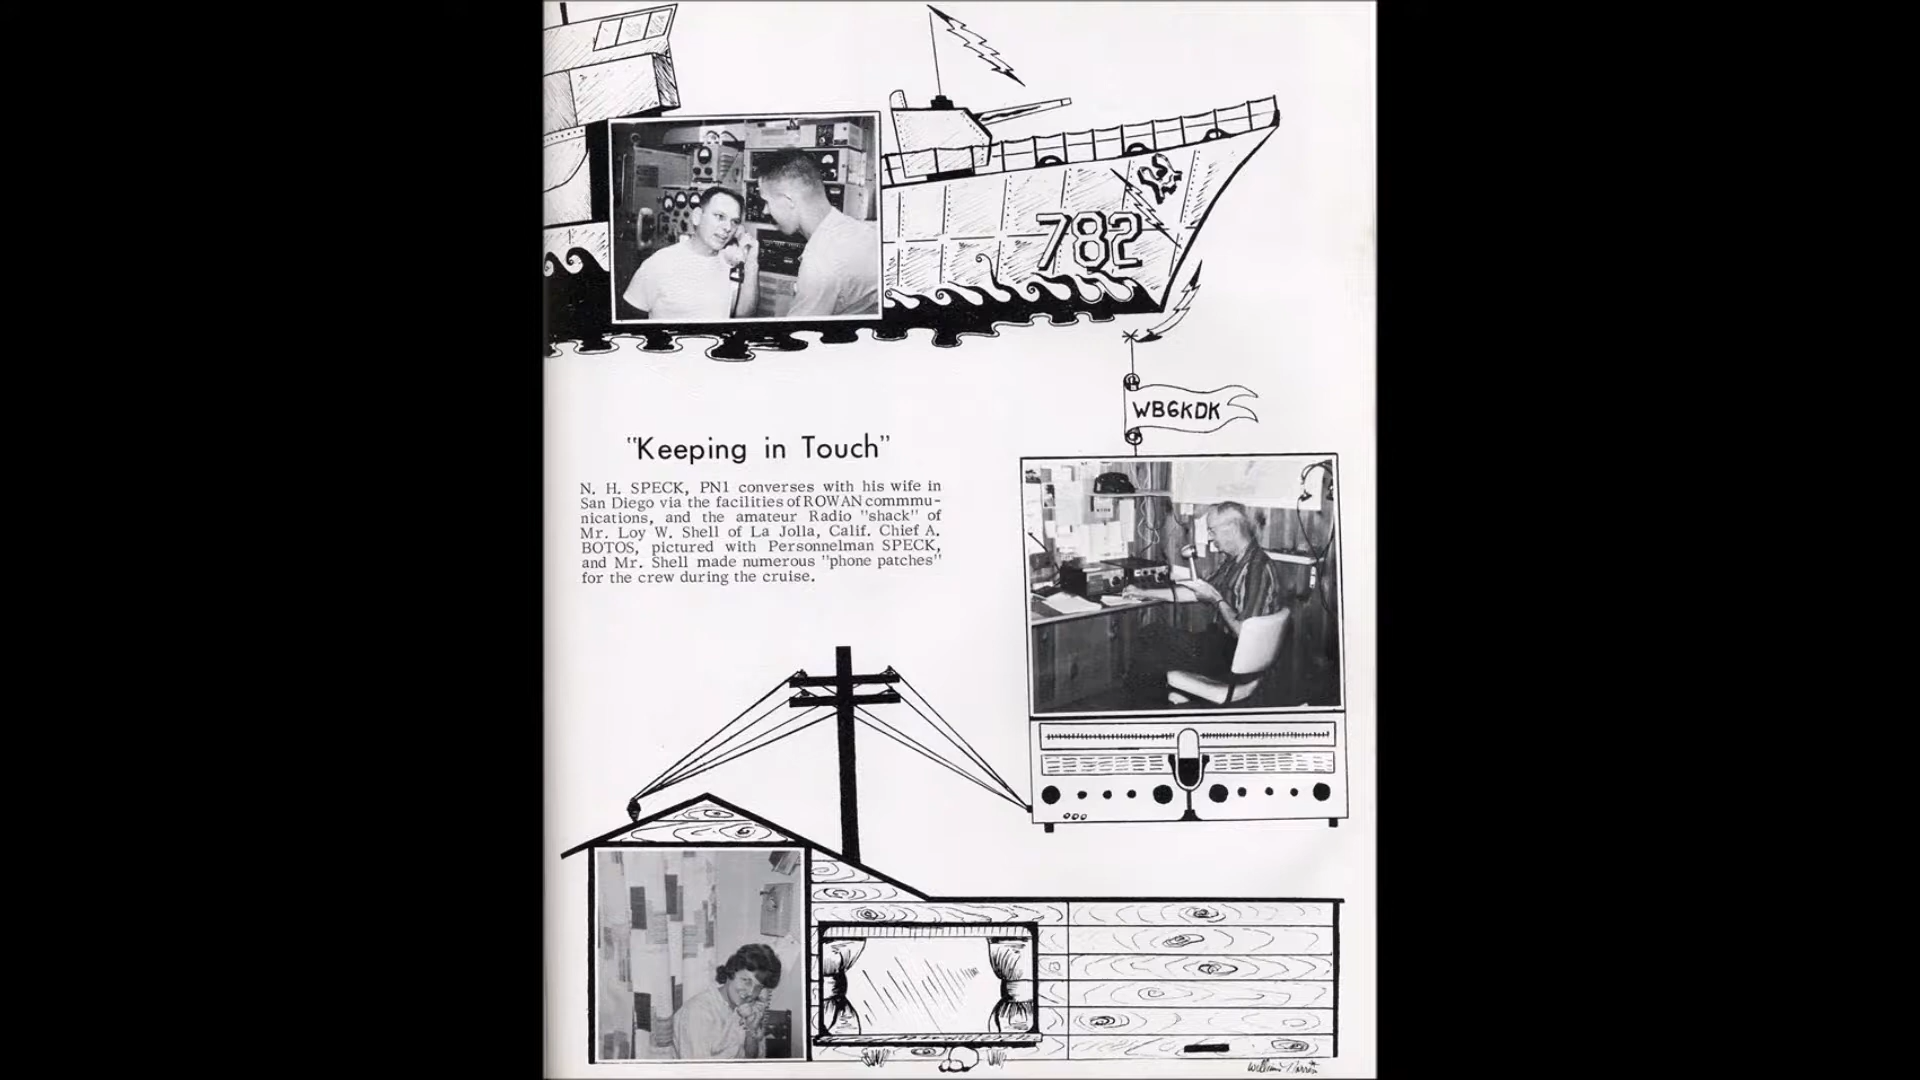 782
WB6KDK
"Keeping in Touch"
N. H. SPECK, PN1 converses with his wife in
San Diego via the facilities of ROWAN commmu-
nications, and the amateur Radio "shack" of
Mr. Loy W. Shell of La Jolla, Calif. Chief A.
BOTOS, pictured with Personnelman SPECK,
and Mr. Shell made numerous "phone patches"
for the crew during the cruise.